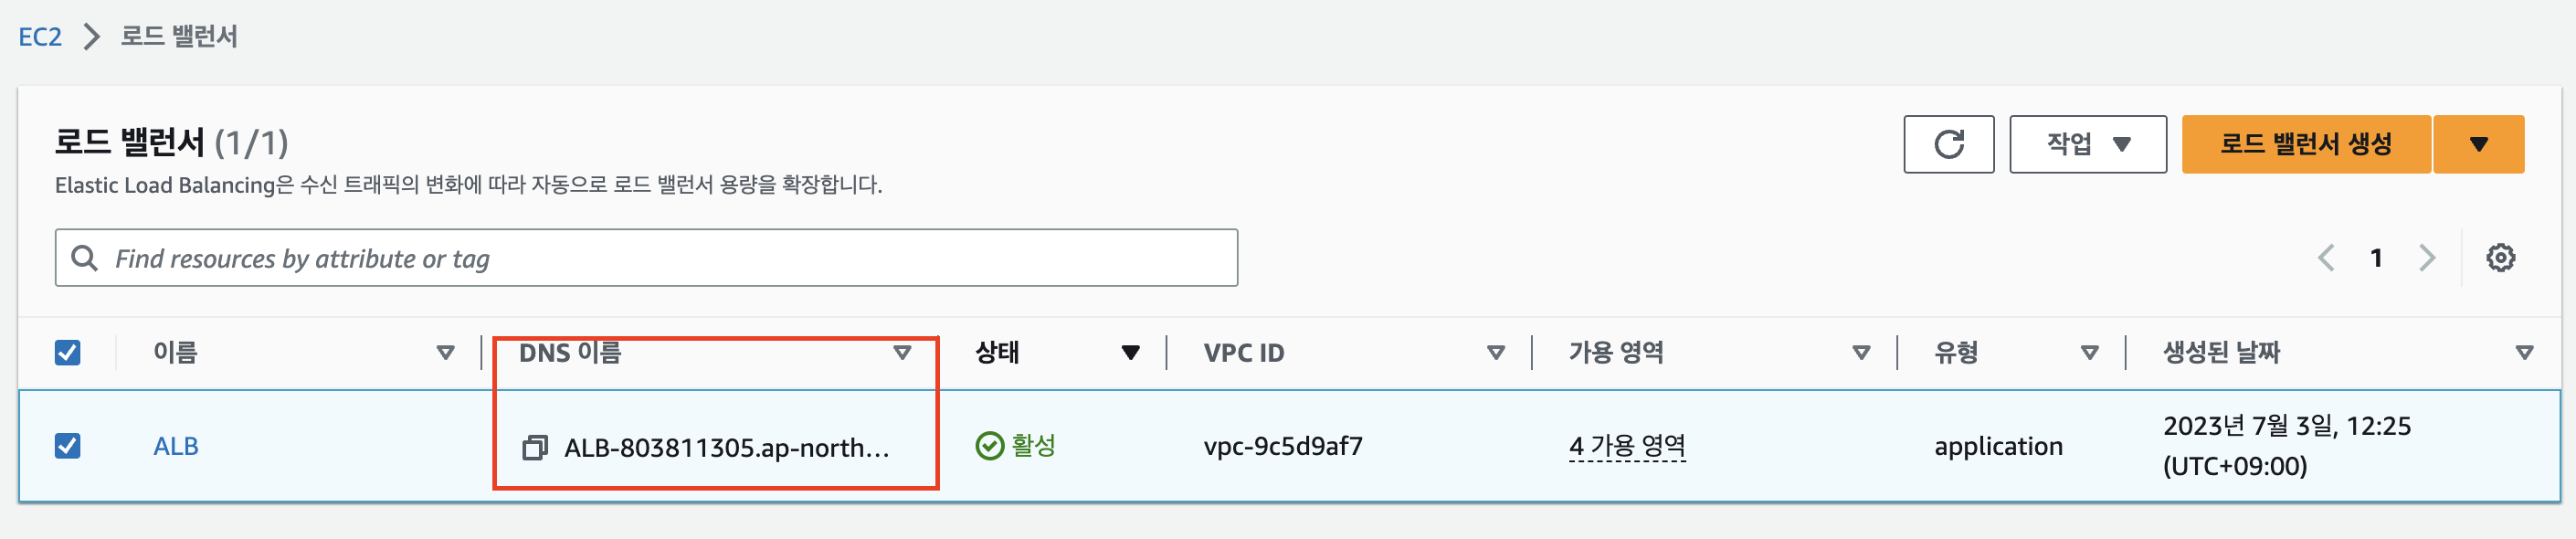 EC2 > 로드 밸런서
로드 밸런서 (1/1)
Elastic Load Balancing은 수신 트래픽의 변화에 따라 자동으로 로드 밸런서 용량을 확장합니다.
작업 로드 밸런서 생성
Find resources by attribute or tag
1
이름 DNS 이름 상태 VPC ID 가용 영역 유형 생성된 날짜
ALB ALB-803811305.ap-north... 활성 vpc-9c5d9af7 4 가용 영역 application 2023년 7월 3일, 12:25
(UTC+09:00)